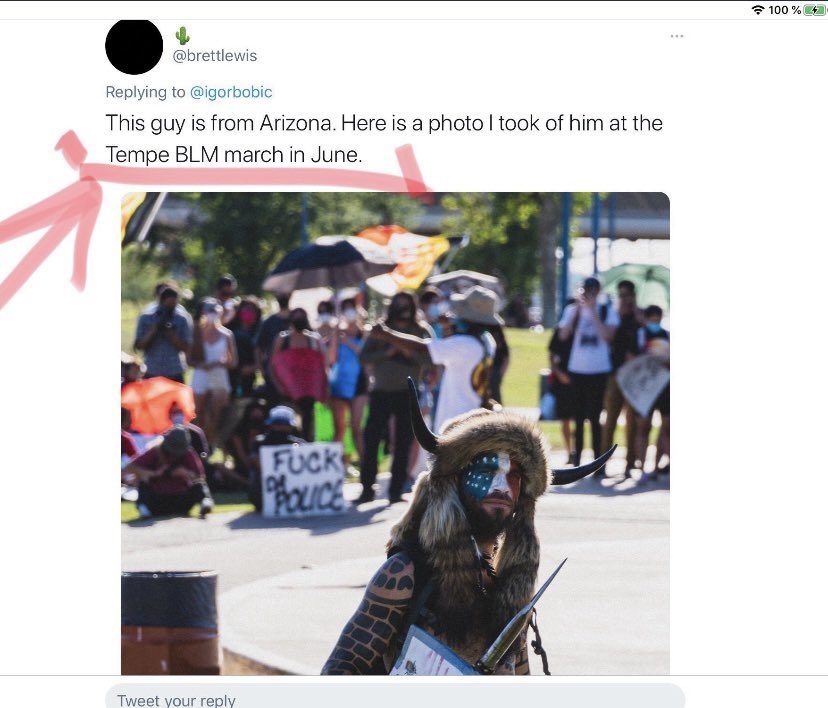 100 %
🌵
@brettlewis
Replying to @igorbobic
This guy is from Arizona. Here is a photo I took of him at the
Tempe BLM march in June.
FUCK
DA
POLICE
Tweet your reply